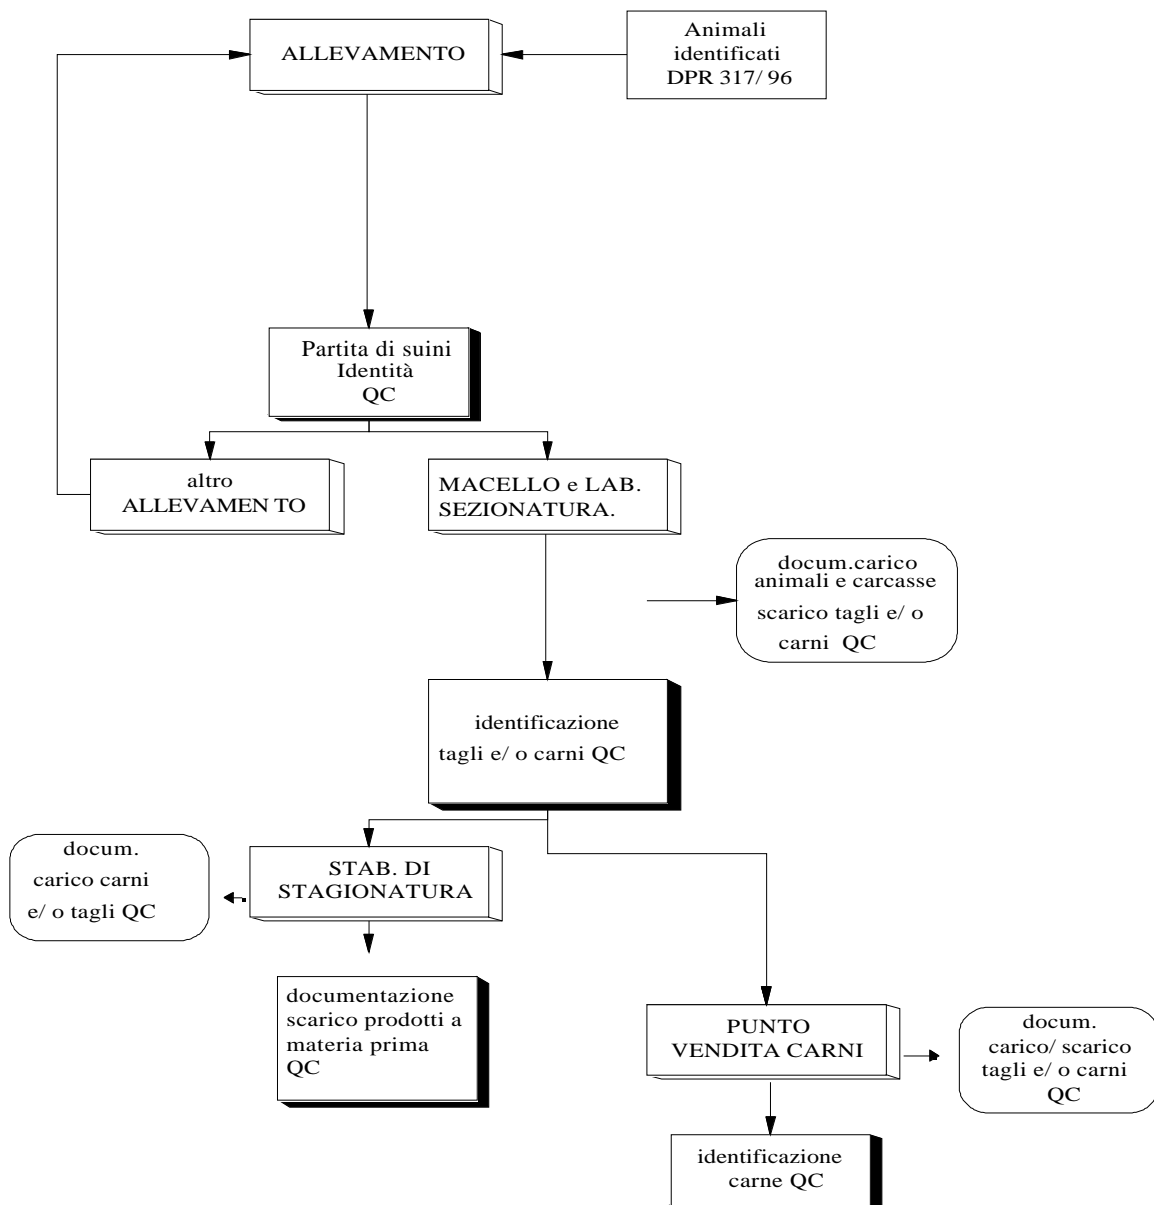 ALLEVAMENTO
Animali
identificati
DPR 317/ 96
Partita di suini
Identità
QC
altro
ALLEVAMEN TO
MACELLO e LAB.
SEZIONATURA.
docum.carico
animali e carcasse
scarico tagli e/ o
carni QC
identificazione
tagli e/ o carni QC
docum.
carico carni
e/ o tagli QC
STAB. DI
STAGIONATURA
documentazione
scarico prodotti a
materia prima
QC
PUNTO
VENDITA CARNI
docum.
carico/ scarico
tagli e/ o carni
QC
identificazione
carne QC